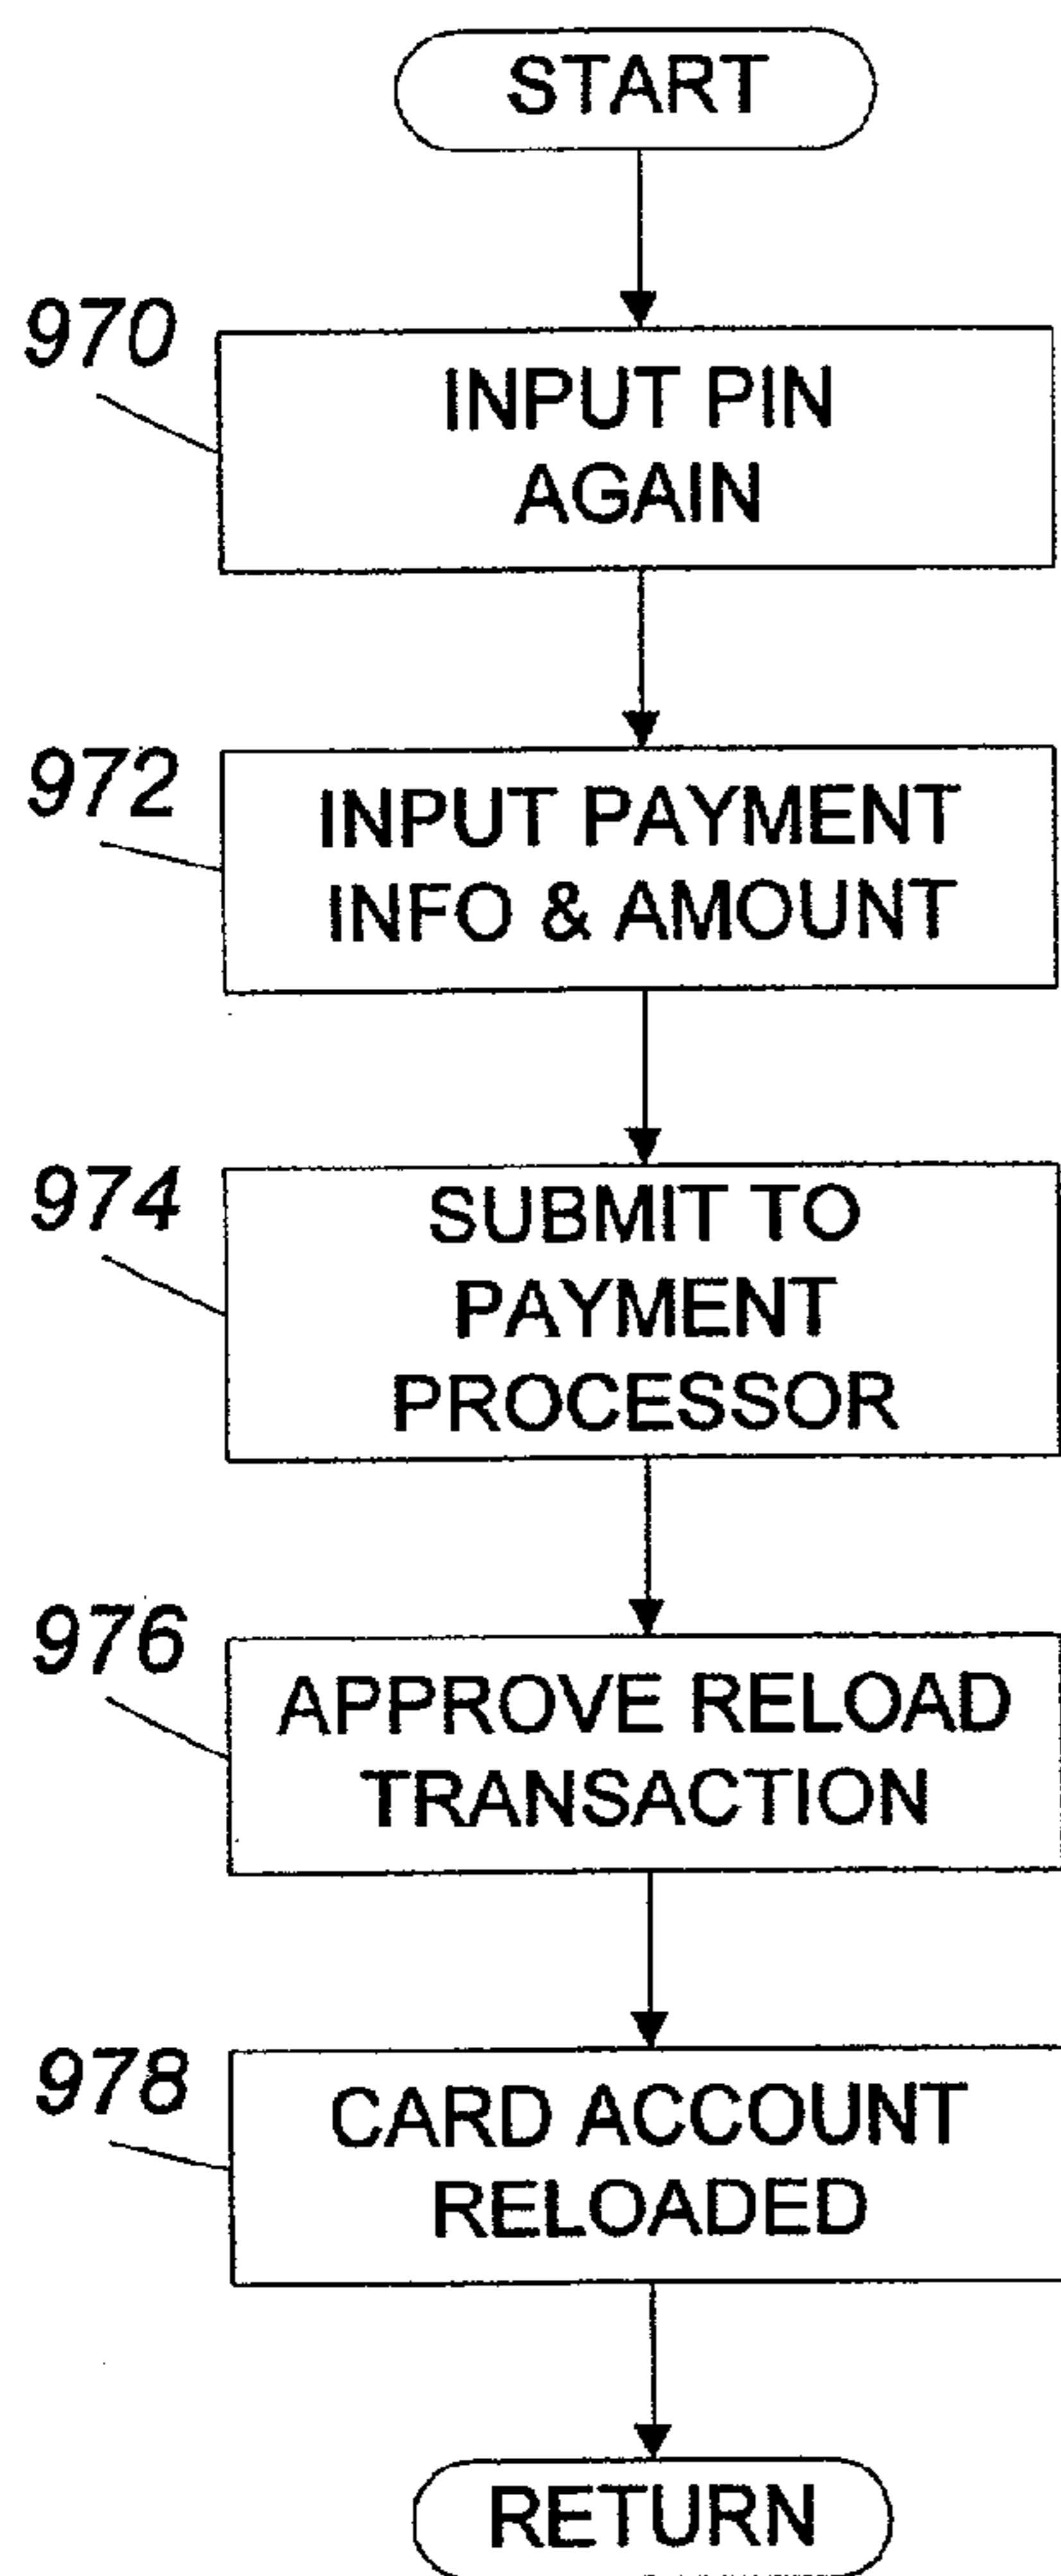 START
970
INPUT PIN
AGAIN
972
INPUT PAYMENT
INFO & AMOUNT
974
SUBMIT TO
PAYMENT
PROCESSOR
976
APPROVE RELOAD
TRANSACTION
978
CARD ACCOUNT
RELOADED
RETURN